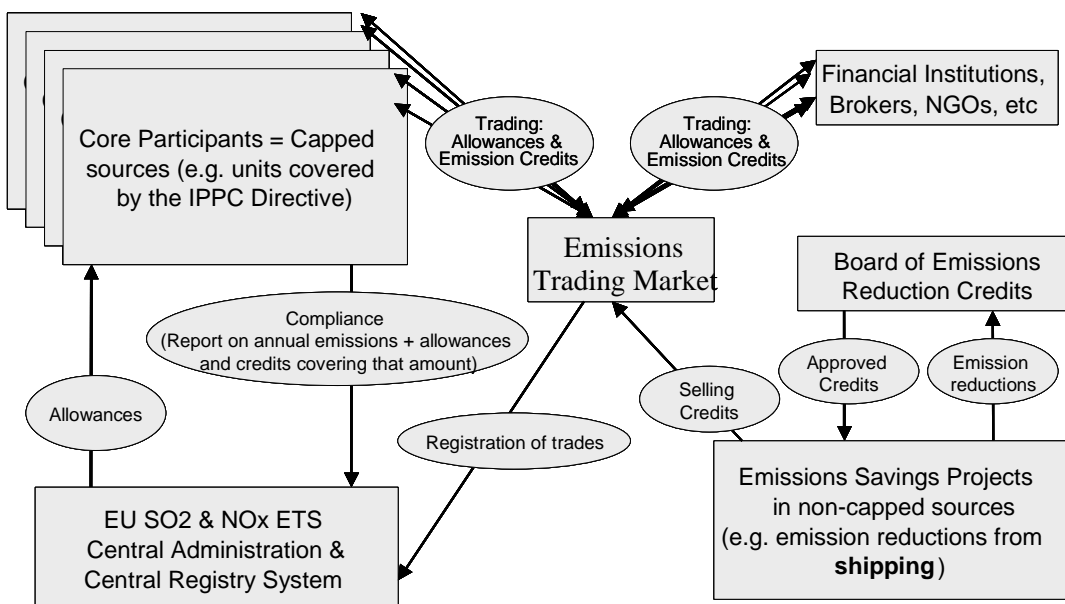 Core Participants = Capped
sources (e.g. units covered
by the IPPC Directive)
Trading:
Allowances &
Emission Credits
Trading:
Allowances &
Emission Credits
Financial Institutions,
Brokers, NGOs, etc
Emissions
Trading Market
Board of Emissions
Reduction Credits
Compliance
(Report on annual emissions + allowances
and credits covering that amount)
Allowances
Registration of trades
Selling
Credits
Approved
Credits
Emission
reductions
EU SO2 & NOx ETS
Central Administration &
Central Registry System
Emissions Savings Projects
in non-capped sources
(e.g. emission reductions from
shipping)